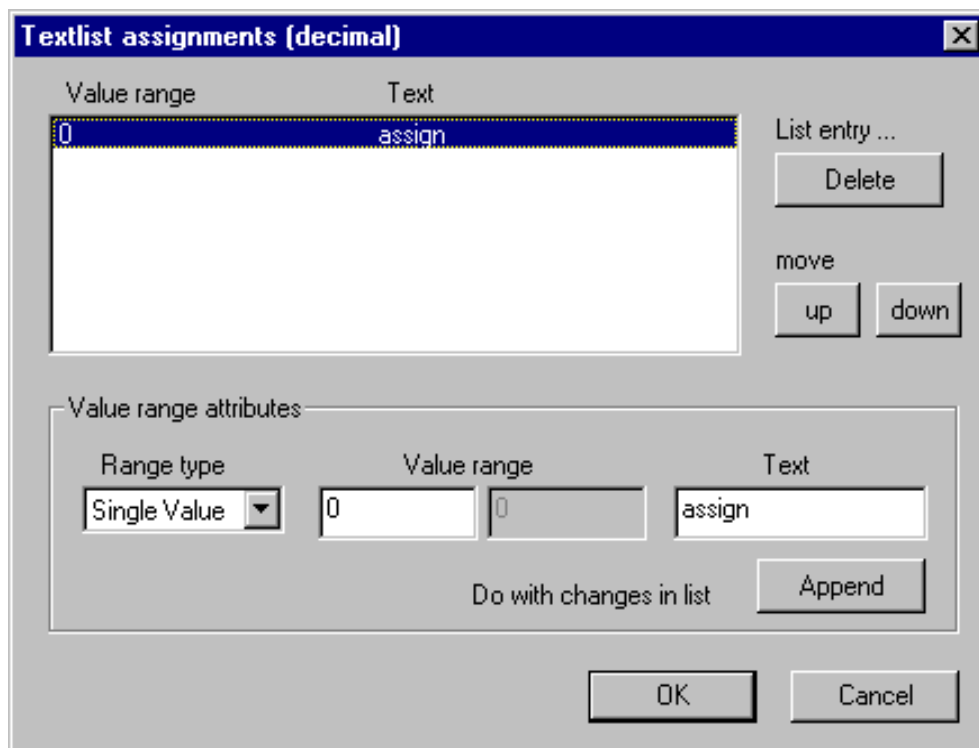 Textlist assignments (decimal)
Value range Text
0 assign
List entry ...
Delete
move
up down
Value range attributes
Range type Value range Text
Single Value 0 0 assign
Do with changes in list Append
OK Cancel